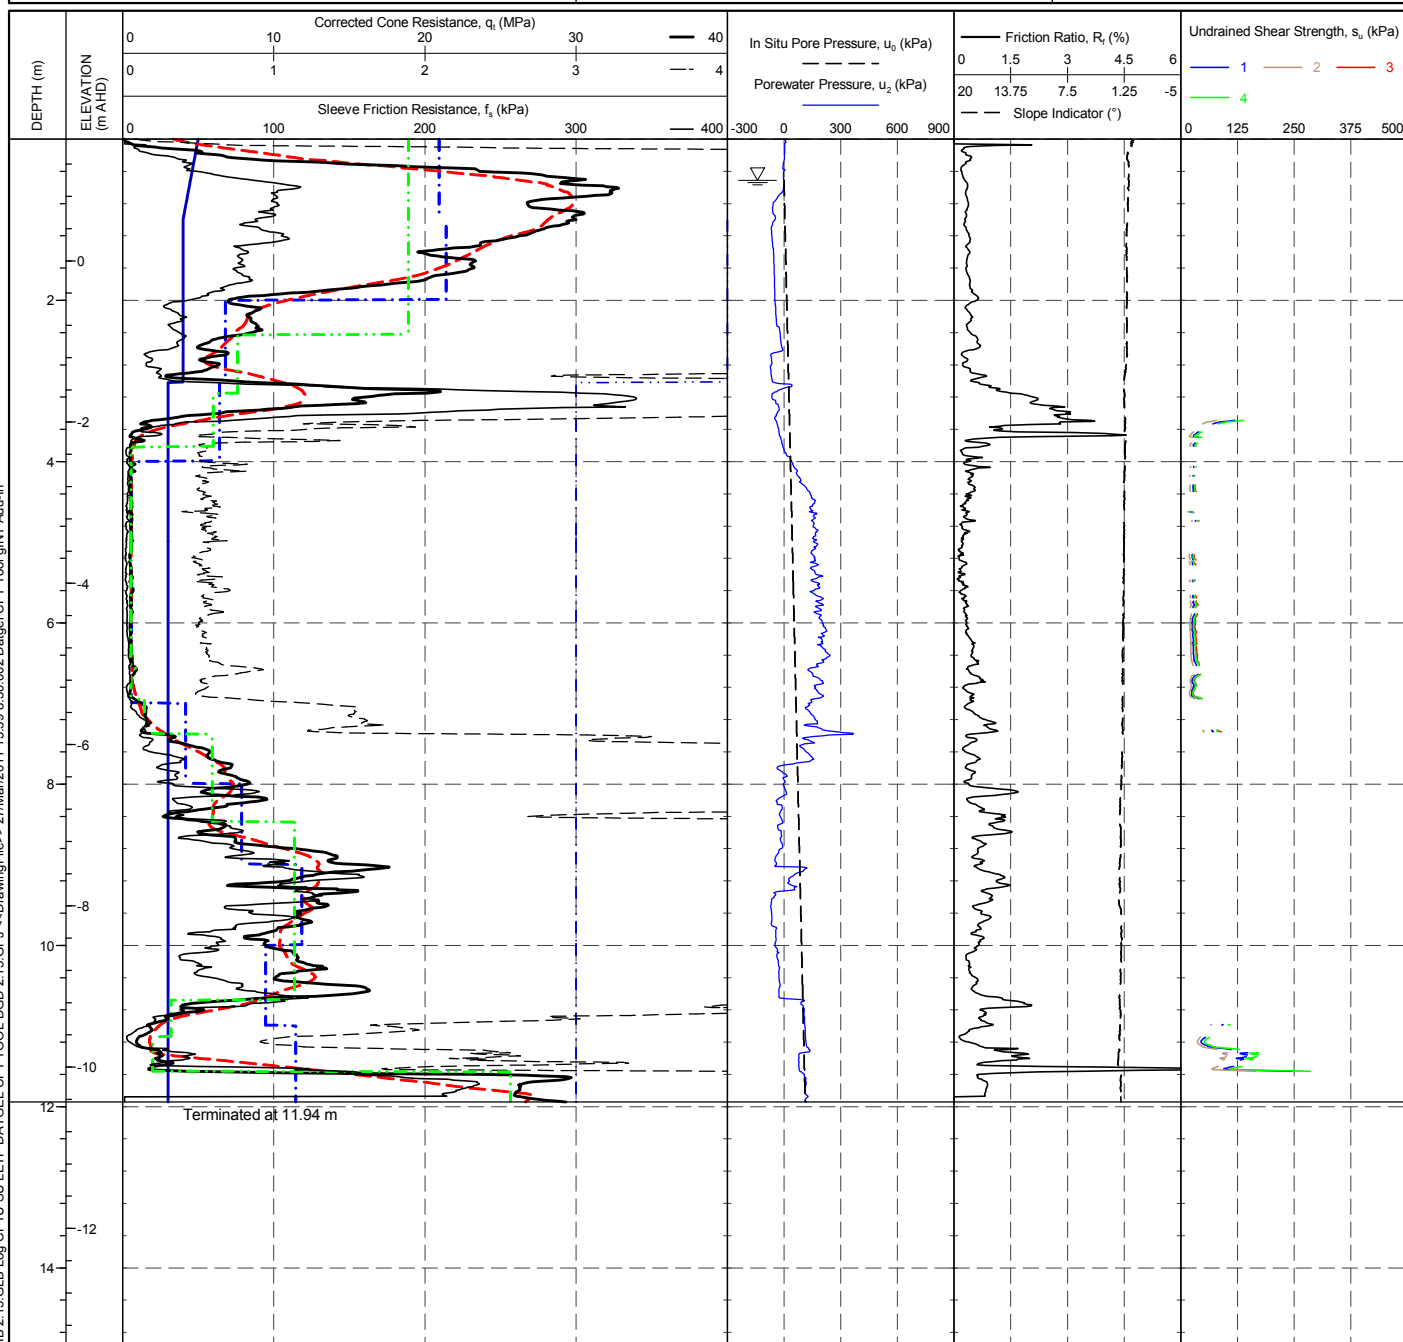 DEPTH (m)
ELEVATION
(m AHD)
Corrected Cone Resistance, qt (MPa)
0 10 20 30 40
0 1 2 3 4
Sleeve Friction Resistance, fs (kPa)
0 100 200 300 400
In Situ Pore Pressure, u0 (kPa)
Porewater Pressure, u2 (kPa)
-300 0 300 600 900
Friction Ratio, Rf (%)
0 1.5 3 4.5 6
20 13.75 7.5 1.25 -5
Slope Indicator (°)
Undrained Shear Strength, su (kPa)
1 2 3
4
0 125 250 375 500
0
2
-2
4
-4
6
-6
8
-8
10
-10
Terminated at 11.94 m
12
-12
14